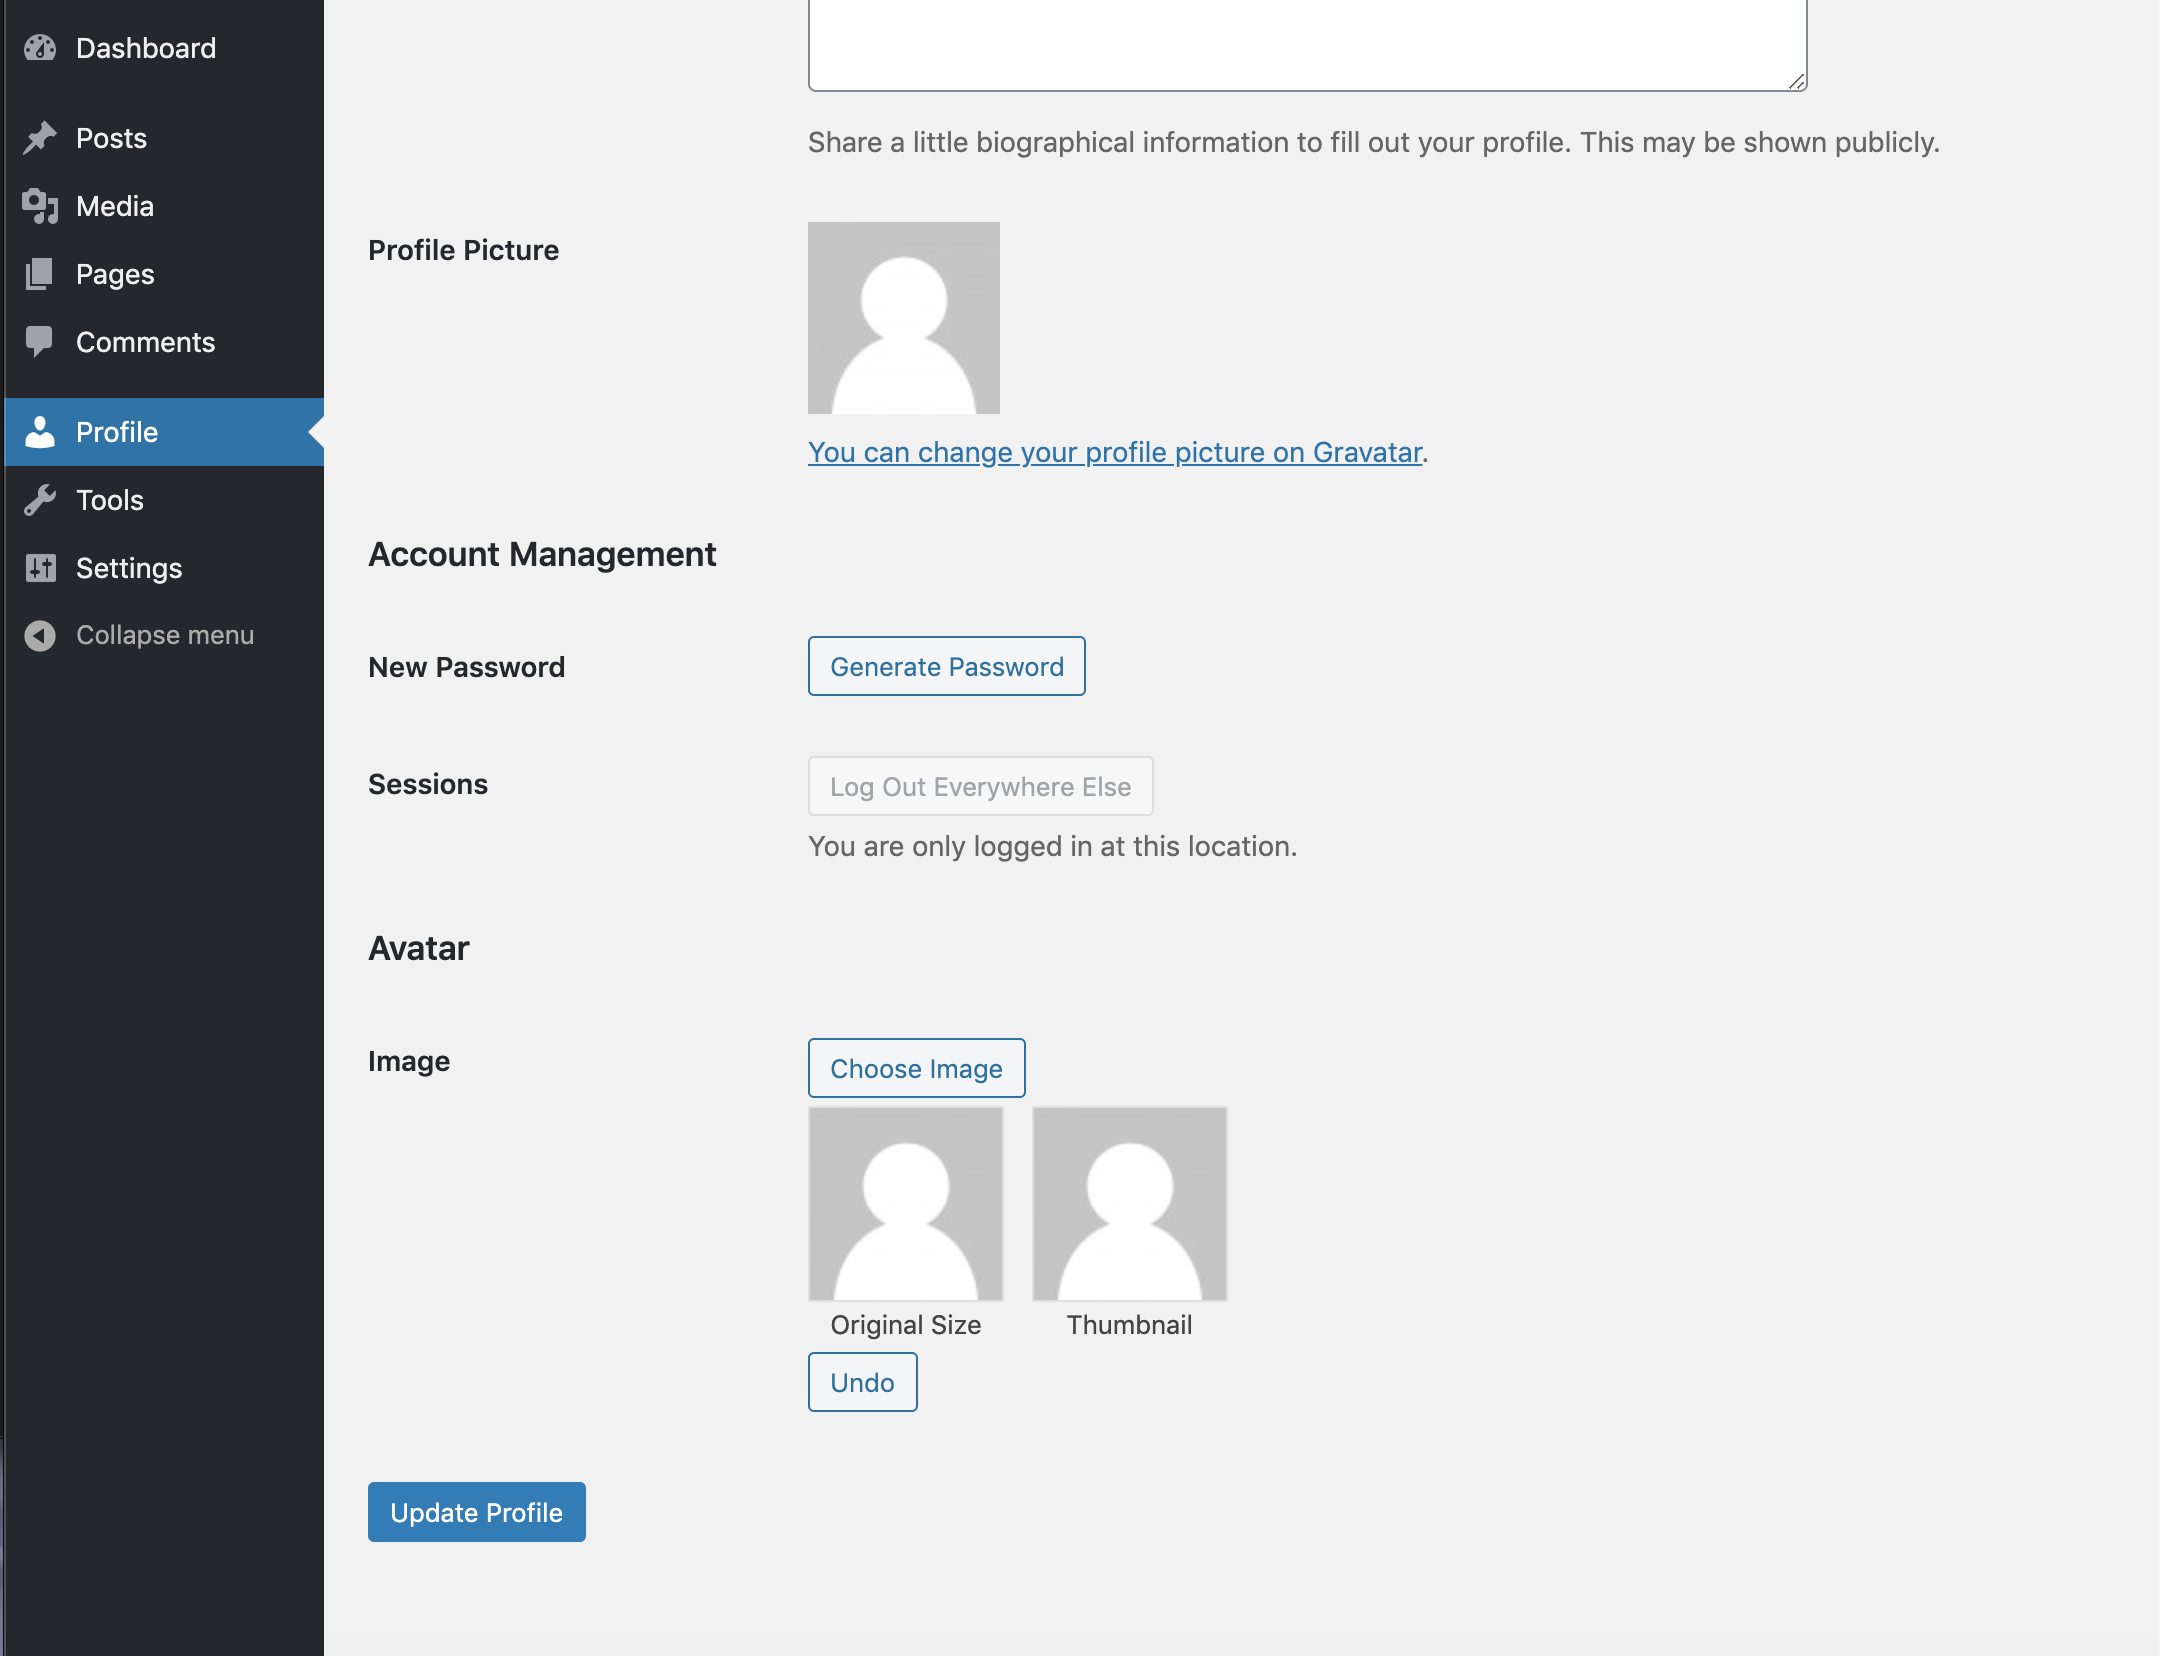 Dashboard
Posts
Media
Pages
Comments
Profile
Tools
Settings
Collapse menu
Share a little biographical information to fill out your profile. This may be shown publicly.
Profile Picture
You can change your profile picture on Gravatar.
Account Management
New Password
Generate Password
Sessions
Log Out Everywhere Else
You are only logged in at this location.
Avatar
Image
Choose Image
Original Size
Thumbnail
Undo
Update Profile